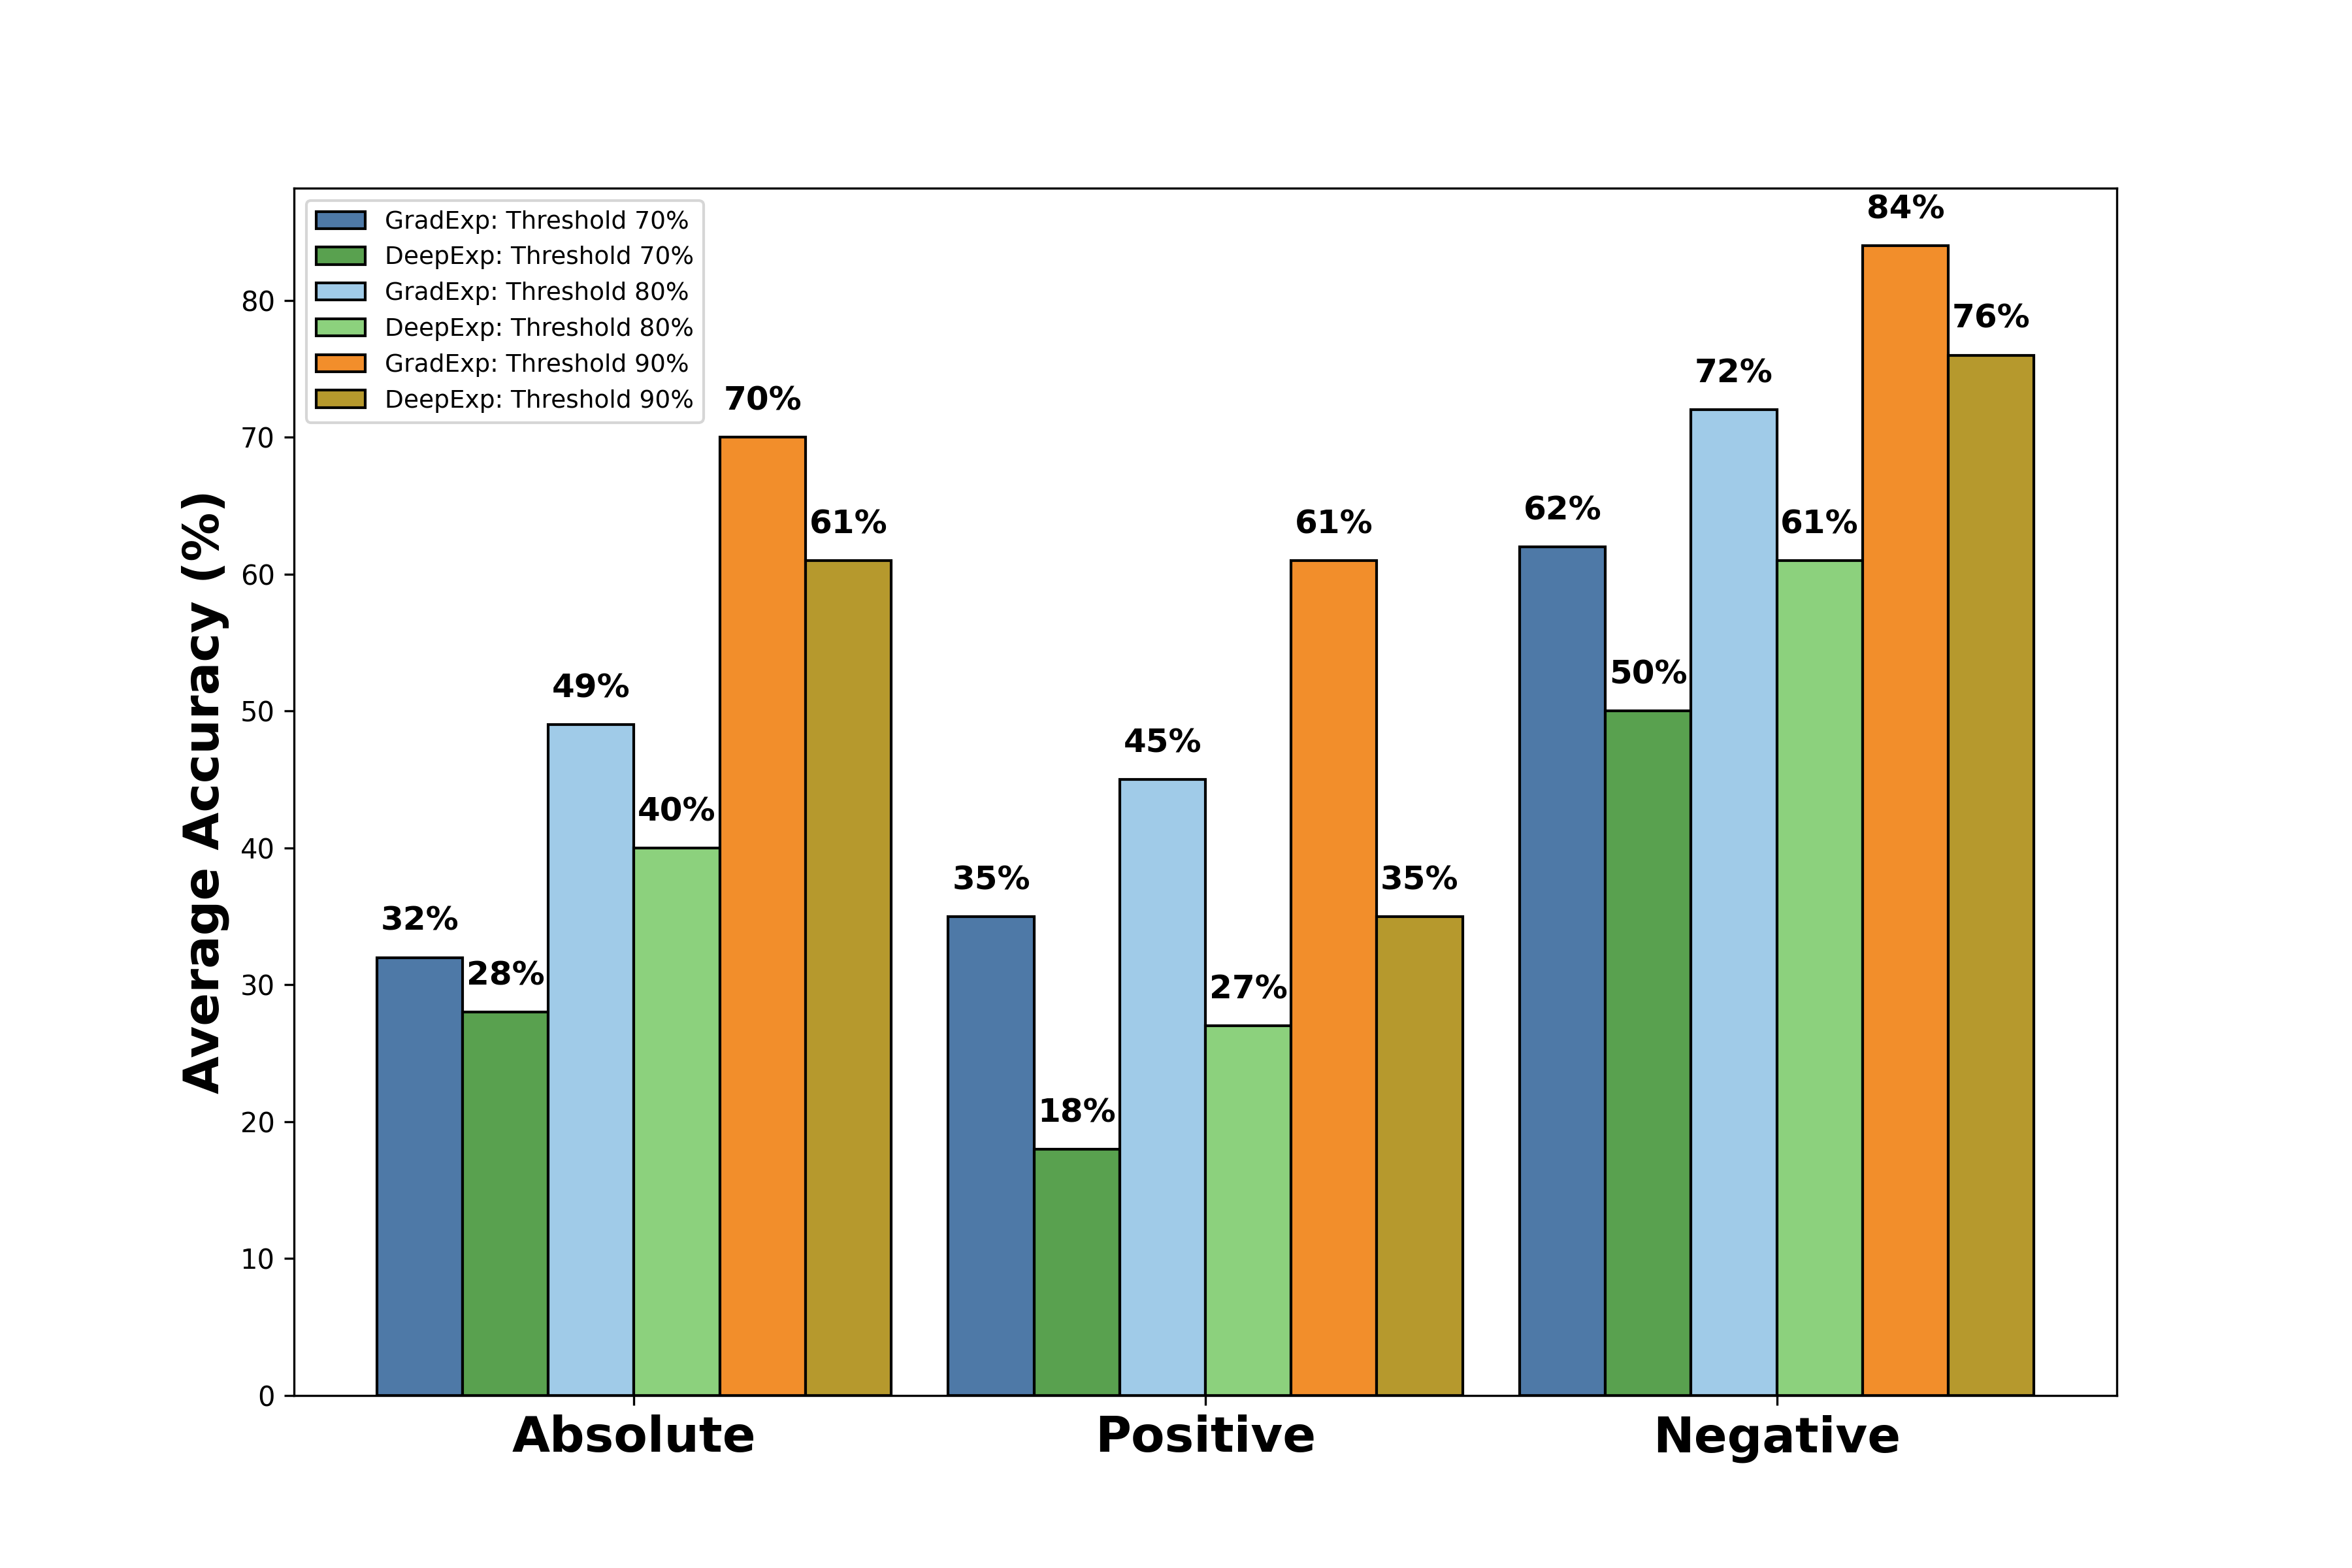 GradExp: Threshold 70%
DeepExp: Threshold 70%
GradExp: Threshold 80%
DeepExp: Threshold 80%
GradExp: Threshold 90%
DeepExp: Threshold 90%
Average Accuracy (%)
80
70
60
50
40
30
20
10
0
32%
28%
49%
40%
70%
61%
35%
18%
45%
27%
61%
35%
62%
50%
72%
61%
84%
76%
Absolute
Positive
Negative